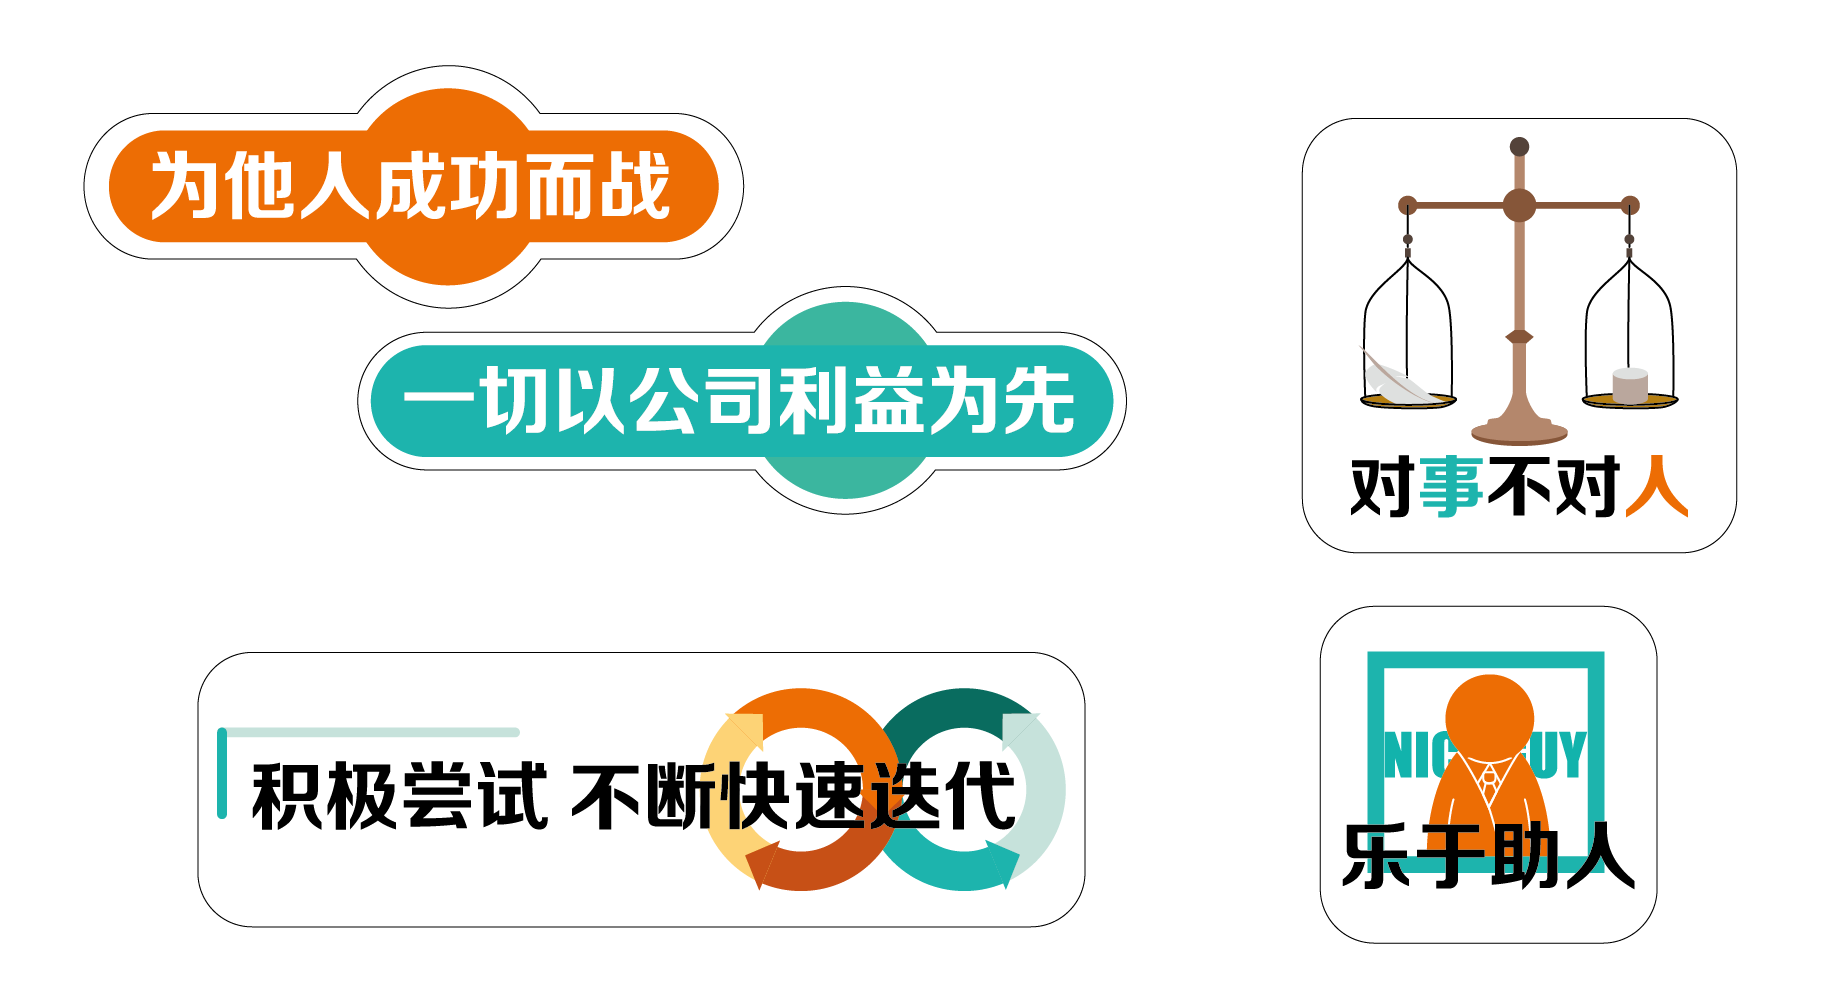 为他人成功而战
一切以公司利益为先
对事不对人
积极尝试 不断快速迭代
NIC UY
乐于助人